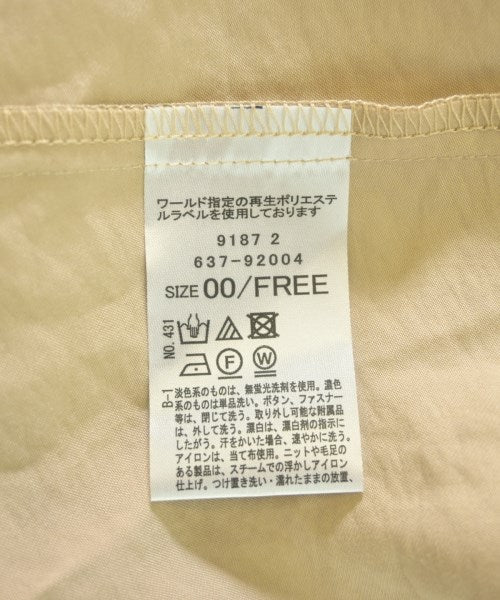 ワールド指定の再生ポリエステ
ルラベルを使用しております
9187 2
637-92004
SIZE 00/FREE
NO. 431
F
W
B-1
淡色系のものは、無蛍光洗剤を使用。濃色
系のものは単品洗い。ボタン、ファスナー
等は、閉じて洗う。取り外し可能な附属品
は、外して洗う。漂白は、漂白剤の指示に
したがう。汗をかいた場合、速やかに洗う。
アイロンは、当て布使用。ニットや毛足の
ある製品は、スチームでの浮かしアイロン
仕上げ。つけ置き洗い・濡れたままの放置、